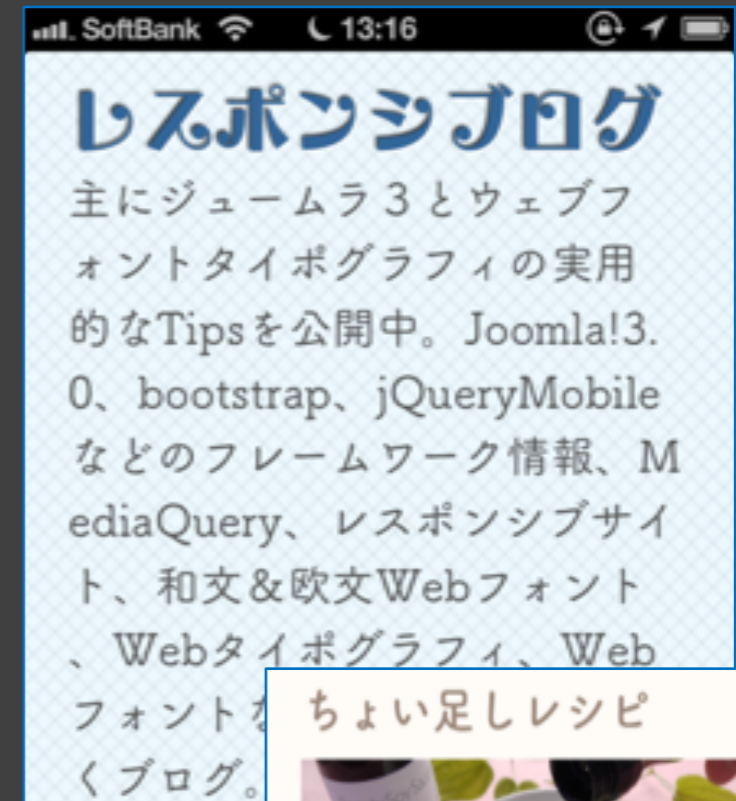 SoftBank 13:16
レスポンシブログ
主にジュームラ３とウェブフ
ォントタイポグラフィの実用
的なTipsを公開中。Joomla!3.
0、bootstrap、jQueryMobile
などのフレームワーク情報、M
ediaQuery、レスポンシブサイ
ト、和文＆欧文Webフォント
、Webタイポグラフィ、Web
フォント
くブログ。
ちょい足しレシピ